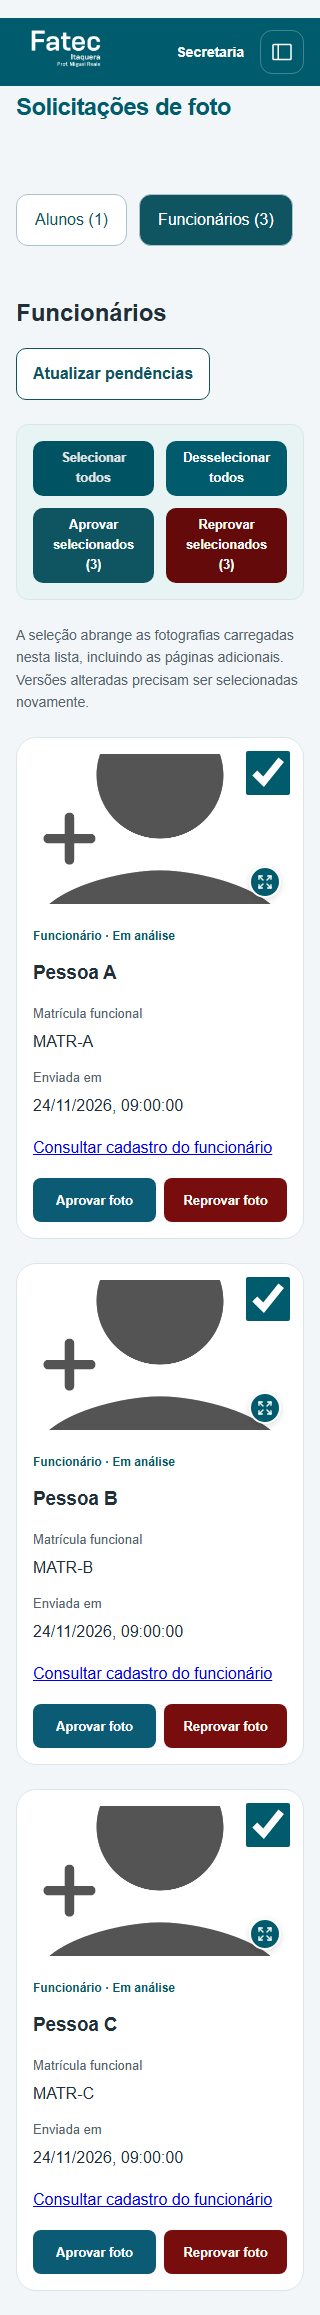 Fatec
Itaquera
Prof. Miguel Reale
Secretaria
Solicitações de foto
Alunos (1)
Funcionários (3)
Funcionários
Atualizar pendências
Selecionar
todos
Desselecionar
todos
Aprovar
selecionados
(3)
Reprovar
selecionados
(3)
A seleção abrange as fotografias carregadas
nesta lista, incluindo as páginas adicionais.
Versões alteradas precisam ser selecionadas
novamente.
Funcionário · Em análise
Pessoa A
Matrícula funcional
MATR-A
Enviada em
24/11/2026, 09:00:00
Consultar cadastro do funcionário
Aprovar foto
Reprovar foto
Funcionário · Em análise
Pessoa B
Matrícula funcional
MATR-B
Enviada em
24/11/2026, 09:00:00
Consultar cadastro do funcionário
Aprovar foto
Reprovar foto
Funcionário · Em análise
Pessoa C
Matrícula funcional
MATR-C
Enviada em
24/11/2026, 09:00:00
Consultar cadastro do funcionário
Aprovar foto
Reprovar foto